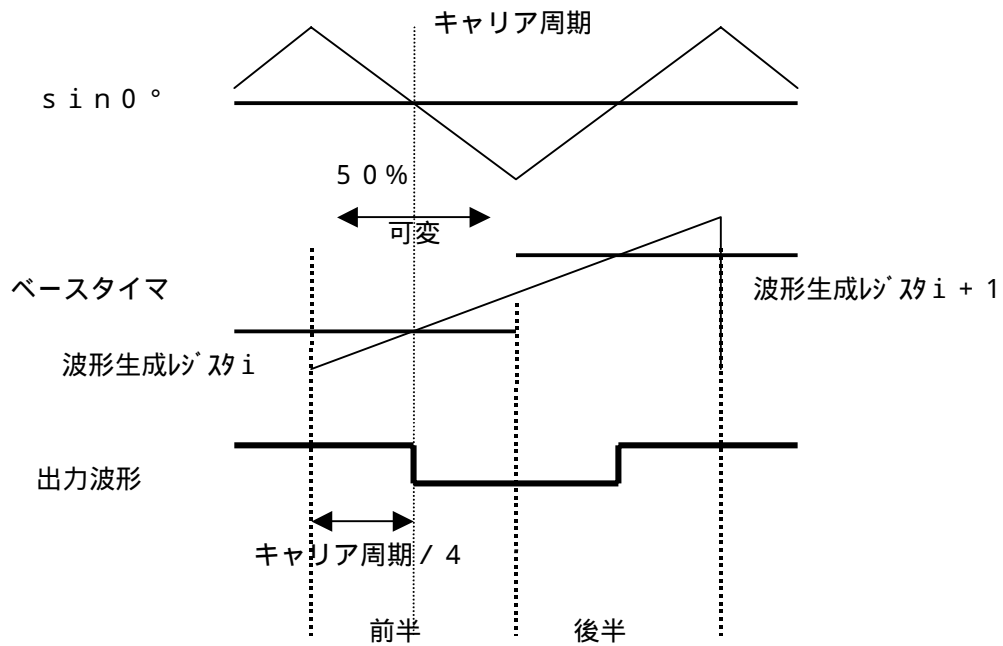 キャリア周期
ｓｉｎ０°
５０％
可変
ベースタイマ
波形生成ﾚｼﾞｽﾀｉ＋１
波形生成ﾚｼﾞｽﾀｉ
出力波形
キャリア周期／４
前半
後半